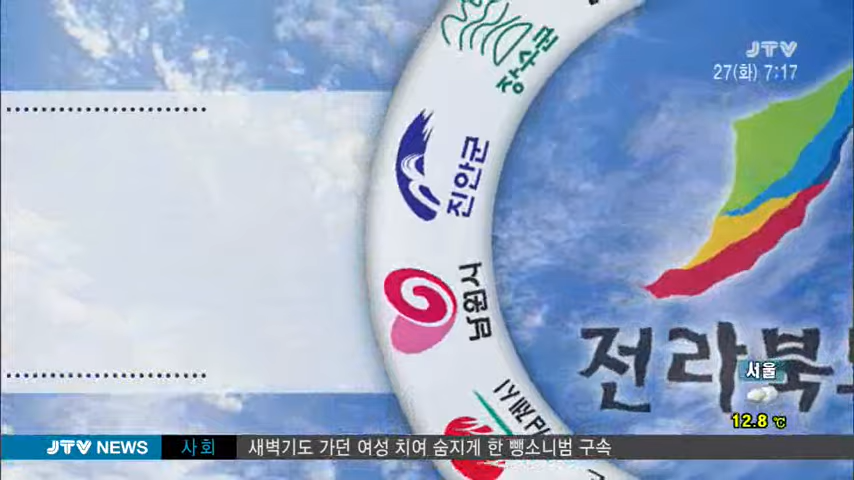 장수군
JTV
27(화) 7:17
진안군
남원시
전라북
서울
12.8 ℃
JTV NEWS 사회 새벽기도 가던 여성 치여 숨지게 한 뺑소니범 구속